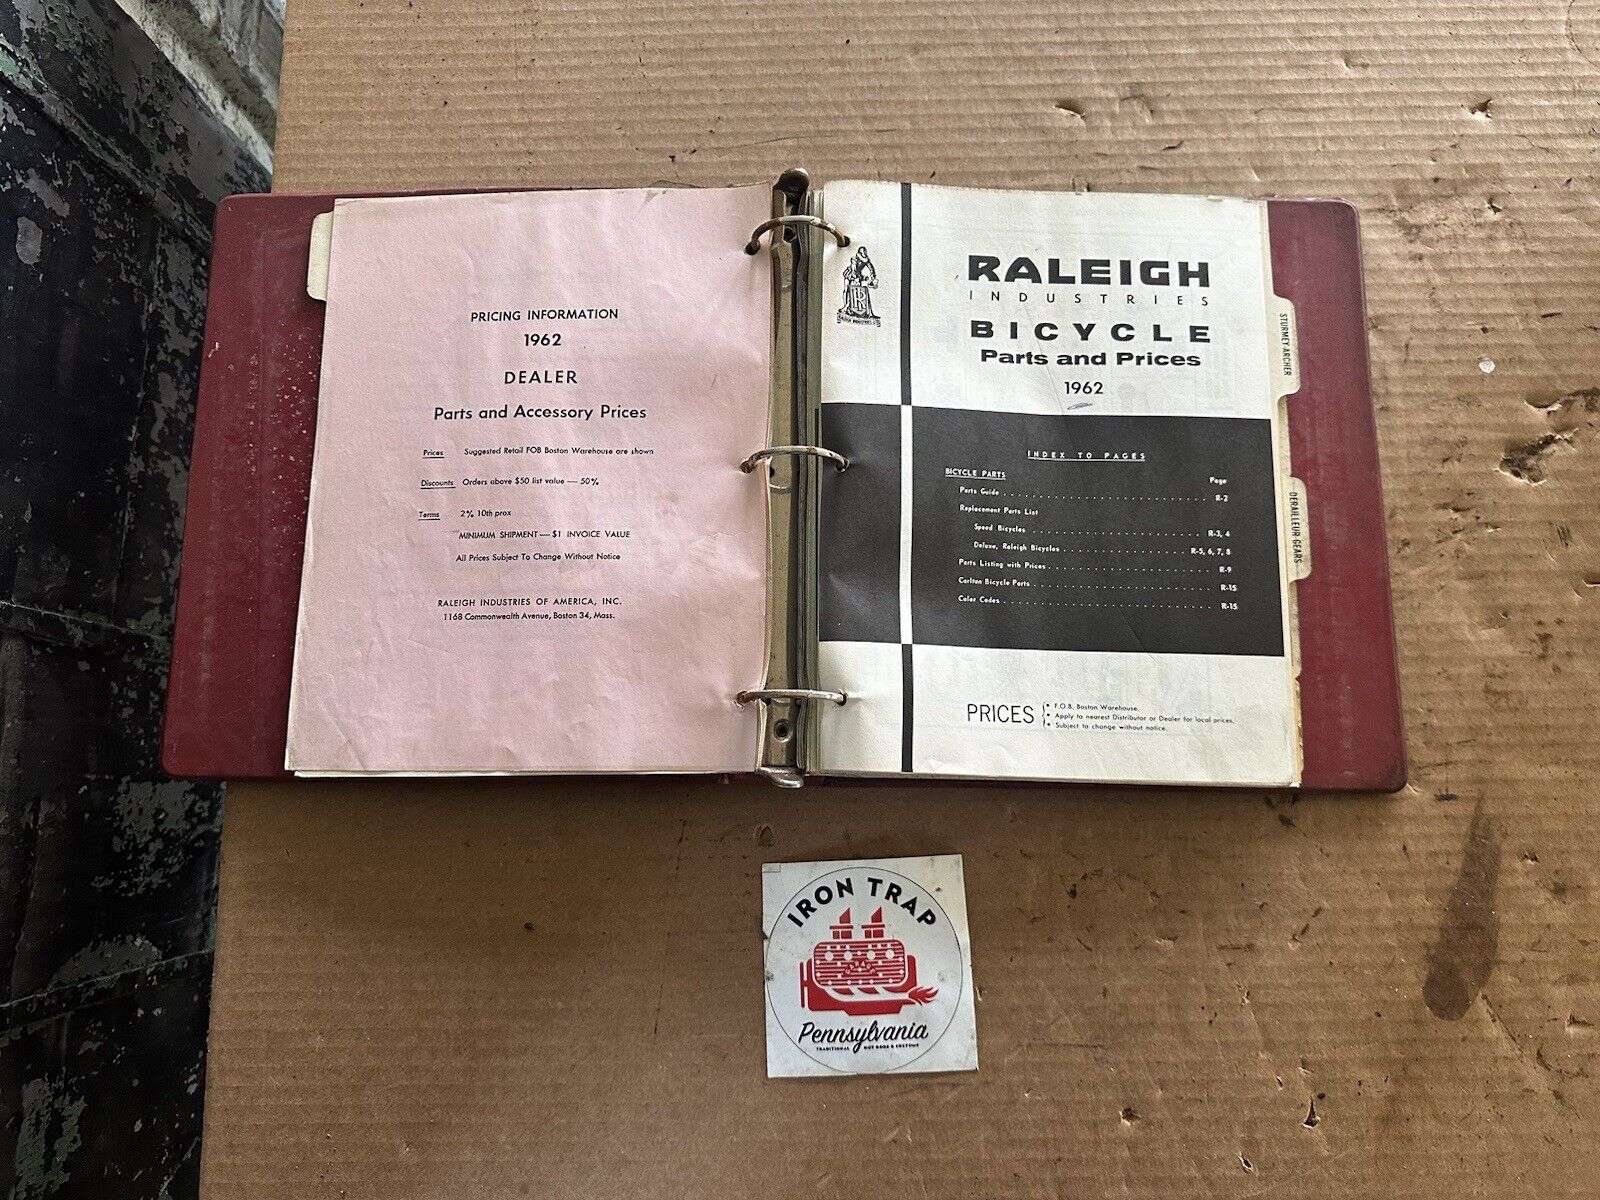 PRICING INFORMATION
1962
DEALER
Parts and Accessory Prices
Prices Suggested Retail FOB Boston Warehouse are shown
Discounts Orders above $50 list value — 50%
Terms 2% 10th prox
MINIMUM SHIPMENT — $1 INVOICE VALUE
All Prices Subject To Change Without Notice
RALEIGH INDUSTRIES OF AMERICA, INC.
1168 Commonwealth Avenue, Boston 34, Mass.
RALEIGH
INDUSTRIES
BICYCLE
Parts and Prices
1962
INDEX TO PAGES
BICYCLE PARTS Page
Parts Guide . . . . . . . . . . . . . . . . . . . . . . . . . . . . . . R-2
Replacement Parts List
Speed Bicycles . . . . . . . . . . . . . . . . . . . . . . . . . R-3, 4
Deluxe, Raleigh Bicycles . . . . . . . . . . . . . . . . . . R-5, 6, 7, 8
Parts Listing with Prices . . . . . . . . . . . . . . . . . . . . . . . . R-9
Carlton Bicycle Parts . . . . . . . . . . . . . . . . . . . . . . . . . . R-15
Color Codes . . . . . . . . . . . . . . . . . . . . . . . . . . . . . . R-15
PRICES
• F.O.B. Boston Warehouse.
• Apply to nearest Distributor or Dealer for local prices.
• Subject to change without notice.
STURMEY-ARCHER
DERAILLEUR GEARS
IRON TRAP
GARAGE
Pennsylvania
TRADITIONAL HOT RODS & CUSTOMS